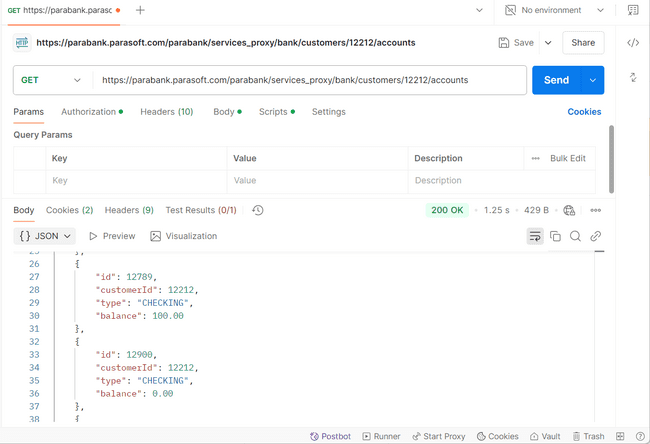 GET https://parabank.parasc
No environment
HTTP https://parabank.parasoft.com/parabank/services_proxy/bank/customers/12212/accounts
Save
Share
GET https://parabank.parasoft.com/parabank/services_proxy/bank/customers/12212/accounts
Send
Params Authorization Headers (10) Body Scripts Settings Cookies
Query Params
Key Value Description Bulk Edit
Key Value Description
Body Cookies (2) Headers (9) Test Results (0/1) 200 OK 1.25 s 429 B
{} JSON Preview Visualization
25 },
26 {
27 "id": 12789,
28 "customerId": 12212,
29 "type": "CHECKING",
30 "balance": 100.00
31 },
32 {
33 "id": 12900,
34 "customerId": 12212,
35 "type": "CHECKING",
36 "balance": 0.00
37 },
38 {
Postbot Runner Start Proxy Cookies Vault Trash